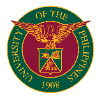 UNIVERSITY OF THE PHILIPPINES
1908